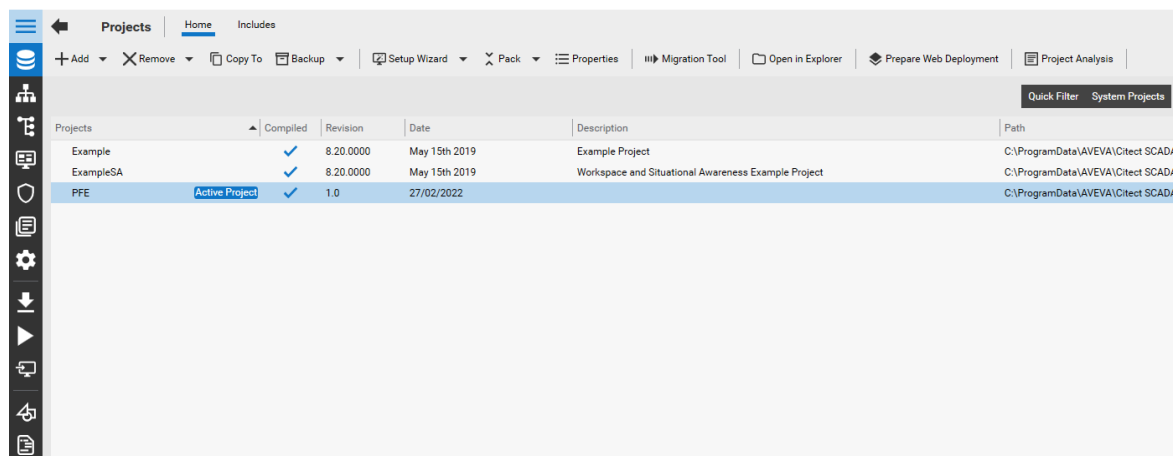 Projects Home Includes
Add Remove Copy To Backup Setup Wizard Pack Properties Migration Tool Open in Explorer Prepare Web Deployment Project Analysis
Quick Filter System Projects
Projects Compiled Revision Date Description Path
Example 8.20.0000 May 15th 2019 Example Project C:\ProgramData\AVEVA\Citect SCADA
ExampleSA 8.20.0000 May 15th 2019 Workspace and Situational Awareness Example Project C:\ProgramData\AVEVA\Citect SCADA
PFE Active Project 1.0 27/02/2022 C:\ProgramData\AVEVA\Citect SCADA